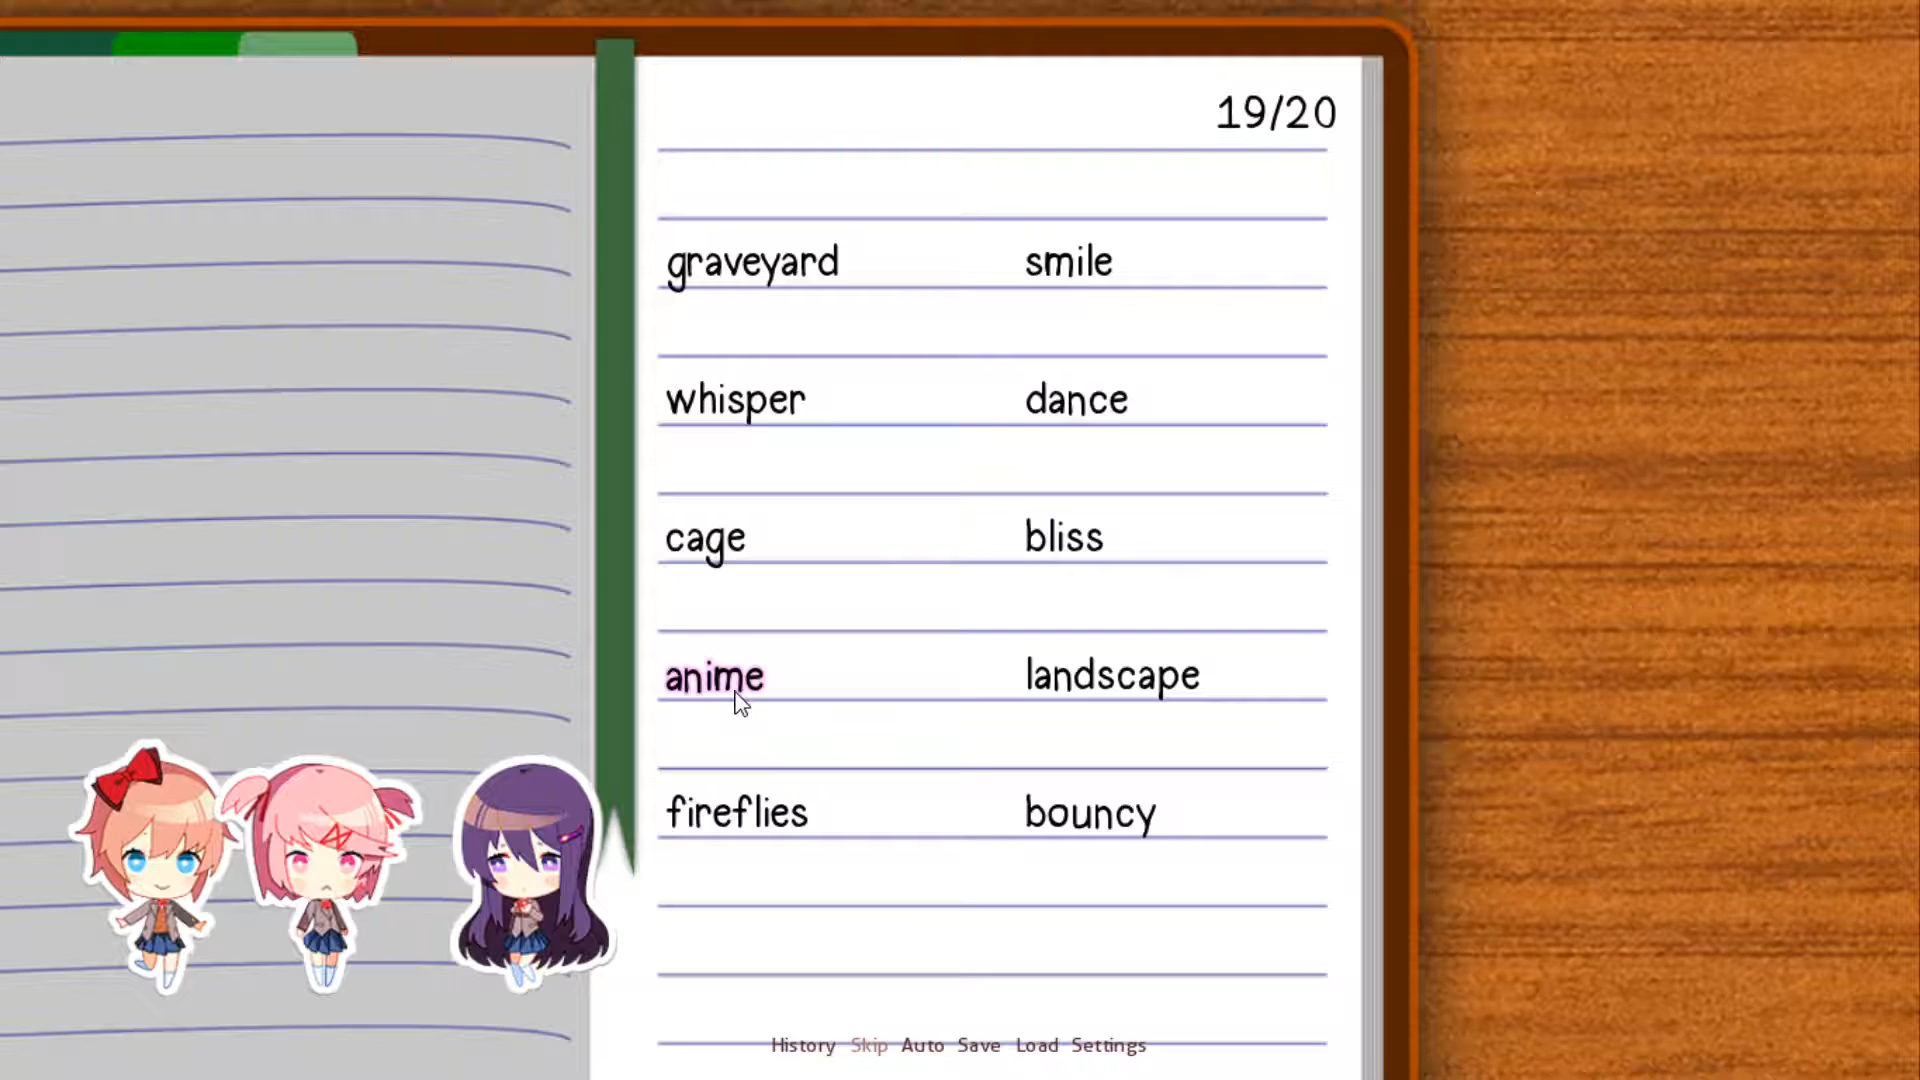 19/20
graveyard smile
whisper dance
cage bliss
anime landscape
fireflies bouncy
History Skip Auto Save Load Settings